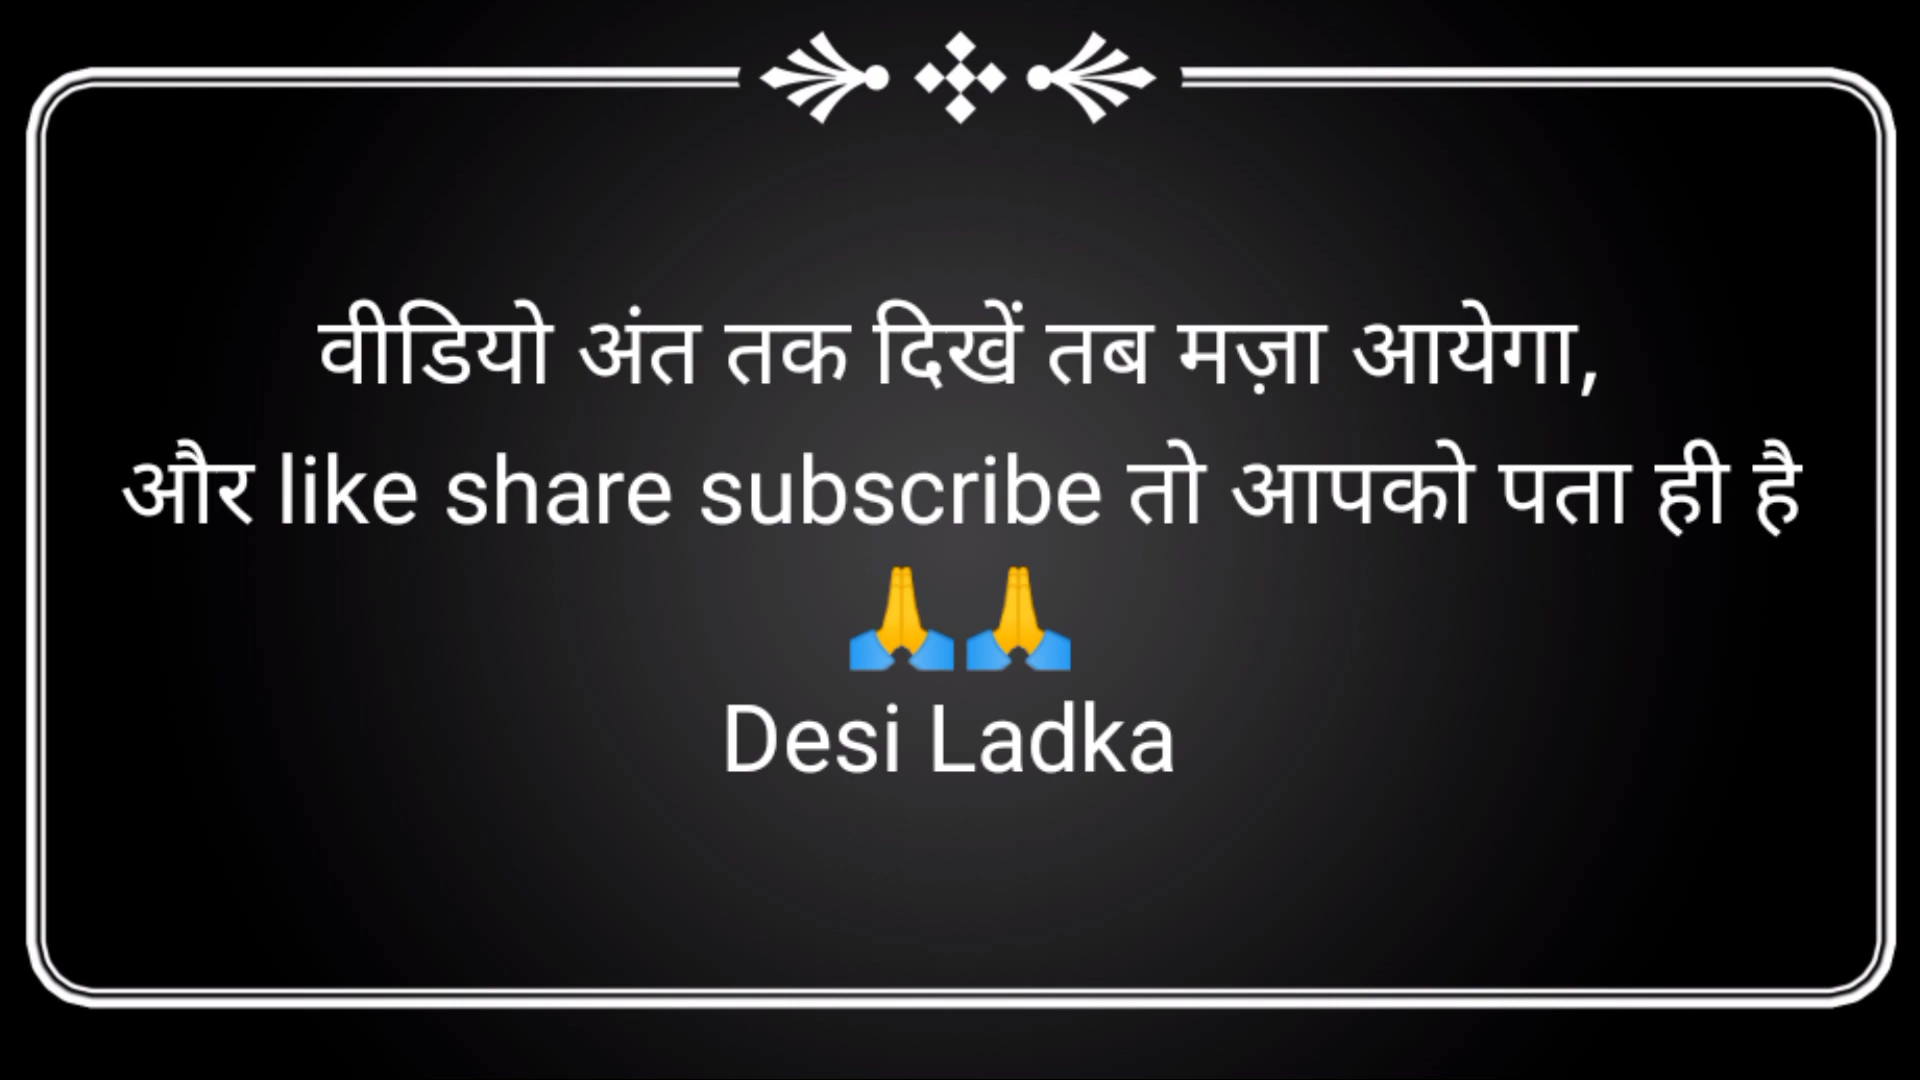 वीडियो अंत तक दिखें तब मज़ा आयेगा,
और like share subscribe तो आपको पता ही है
🙏🙏
Desi Ladka